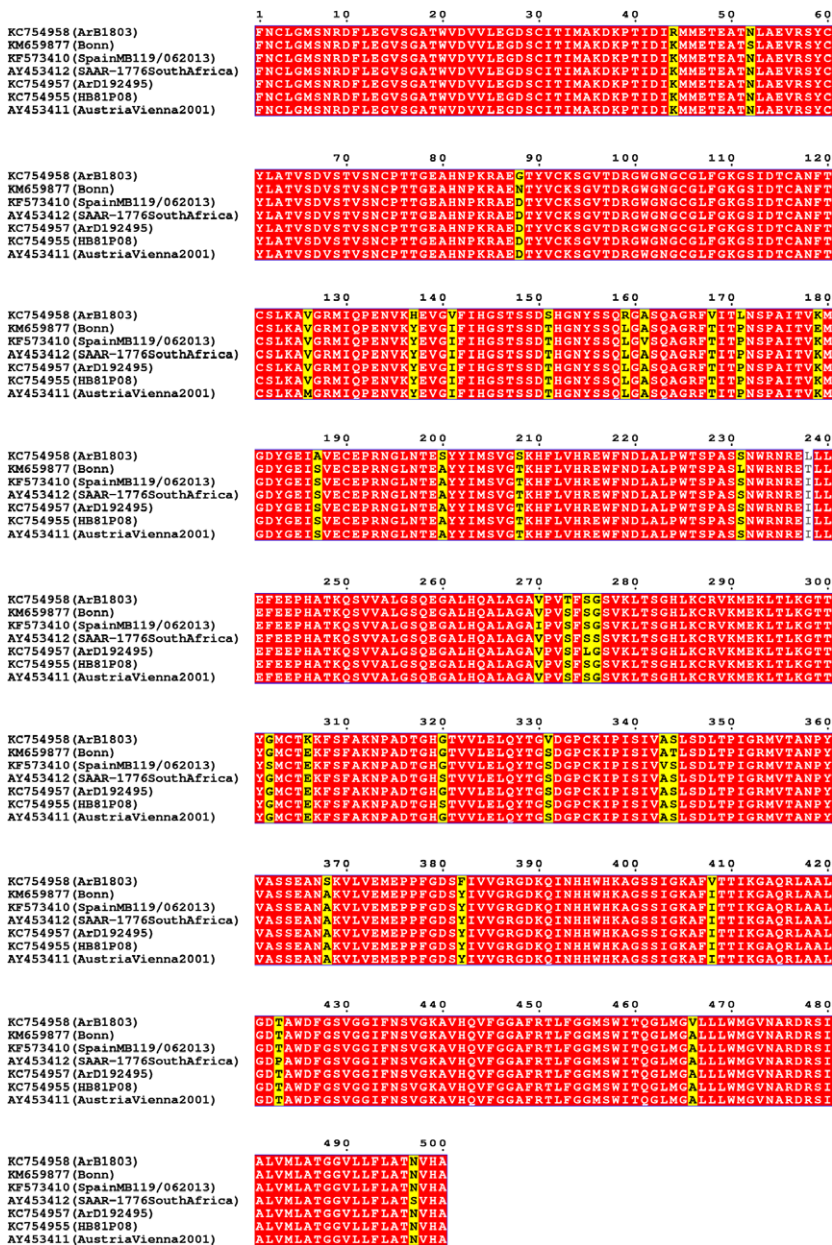 1 10 20 30 40 50 60
KC754958(ArB1803) FNCLGMSNRDFLEGVSGATWVDVVLEGDSCITIMAKDKPTIDIRMMETEATNLAEVRSYC
KM659877(Bonn) FNCLGMSNRDFLEGVSGATWVDVVLEGDSCITIMAKDKPTIDIKMMETEATSLAEVRSYC
KF573410(SpainMB119/062013) FNCLGMSNRDFLEGVSGATWVDVVLEGDSCITIMAKDKPTIDIKMMETEATNLAEVRSYC
AY453412(SAAR-1776SouthAfrica) FNCLGMSNRDFLEGVSGATWVDVVLEGDSCITIMAKDKPTIDIKMMETEATNLAEVRSYC
KC754957(ArD192495) FNCLGMSNRDFLEGVSGATWVDVVLEGDSCITIMAKDKPTIDIKMMETEATNLAEVRSYC
KC754955(HB81P08) FNCLGMSNRDFLEGVSGATWVDVVLEGDSCITIMAKDKPTIDIKMMETEATNLAEVRSYC
AY453411(AustriaVienna2001) FNCLGMSNRDFLEGVSGATWVDVVLEGDSCITIMAKDKPTIDIKMMETEATNLAEVRSYC
70 80 90 100 110 120
KC754958(ArB1803) YLATVSDVSTVSNCPTTGEAHNPKRAEGTYVCKSGVTDRGWGNGCGLFGKGSIDTCANFT
KM659877(Bonn) YLATVSDVSTVSNCPTTGEAHNPKRAENTYVCKSGVTDRGWGNGCGLFGKGSIDTCANFT
KF573410(SpainMB119/062013) YLATVSDVSTVSNCPTTGEAHNPKRAEDTYVCKSGVTDRGWGNGCGLFGKGSIDTCANFT
AY453412(SAAR-1776SouthAfrica) YLATVSDVSTVSNCPTTGEAHNPKRAEDTYVCKSGVTDRGWGNGCGLFGKGSIDTCANFT
KC754957(ArD192495) YLATVSDVSTVSNCPTTGEAHNPKRAEDTYVCKSGVTDRGWGNGCGLFGKGSIDTCANFT
KC754955(HB81P08) YLATVSDVSTVSNCPTTGEAHNPKRAEDTYVCKSGVTDRGWGNGCGLFGKGSIDTCANFT
AY453411(AustriaVienna2001) YLATVSDVSTVSNCPTTGEAHNPKRAEDTYVCKSGVTDRGWGNGCGLFGKGSIDTCANFT
130 140 150 160 170 180
KC754958(ArB1803) CSLKAVGRMIQPENVKHEVGVFIHGSTSSDSHGNYSSQRGASQAGRFVITLNSPAITVKM
KM659877(Bonn) CSLKAVGRMIQPENVKYEVGIFIHGSTSSDTHGNYSSQLGASQAGRFTITPNSPAITVEM
KF573410(SpainMB119/062013) CSLKAVGRMIQPENVKYEVGIFIHGSTSSDTHGNYSSQLGVSQAGRFTITPNSPAITVKM
AY453412(SAAR-1776SouthAfrica) CSLKAVGRMIQPENVKYEVGIFIHGSTSSDTHGNYSSQLGASQAGRFTITPNSPAITVKM
KC754957(ArD192495) CSLKAVGRMIQPENVKYEVGIFIHGSTSSDTHGNYSSQLGASQAGRFTITPNSPAITVKM
KC754955(HB81P08) CSLKAVGRMIQPENVKYEVGIFIHGSTSSDTHGNYSSQLGASQAGRFTITPNSPAITVKM
AY453411(AustriaVienna2001) CSLKAMGRMIQPENVKYEVGIFIHGSTSSDTHGNYSSQLGASQAGRFTITPNSPAITVKM
190 200 210 220 230 240
KC754958(ArB1803) GDYGEIAVECEPRNGLNTESYYIMSVGSKHFLVHREWFNDLALPWTSPASSNWRNRELLL
KM659877(Bonn) GDYGEISVECEPRNGLNTEAYYIMSVGTKHFLVHREWFNDLALPWTSPASLNWRNRETLL
KF573410(SpainMB119/062013) GDYGEISVECEPRNGLNTEAYYIMSVGTKHFLVHREWFNDLALPWTSPASSNWRNREILL
AY453412(SAAR-1776SouthAfrica) GDYGEISVECEPRNGLNTEAYYIMSVGTKHFLVHREWFNDLALPWTSPASSNWRNREILL
KC754957(ArD192495) GDYGEISVECEPRNGLNTEAYYIMSVGTKHFLVHREWFNDLALPWTSPASSNWRNREILL
KC754955(HB81P08) GDYGEISVECEPRNGLNTEAYYIMSVGTKHFLVHREWFNDLALPWTSPASSNWRNREILL
AY453411(AustriaVienna2001) GDYGEISVECEPRNGLNTEAYYIMSVGTKHFLVHREWFNDLALPWTSPASSNWRNREILL
250 260 270 280 290 300
KC754958(ArB1803) EFEEPHATKQSVVALGSQEGALHQALAGAVPVTFSGSVKLTSGHLKCRVKMEKLTLKGTT
KM659877(Bonn) EFEEPHATKQSVVALGSQEGALHQALAGAVPVSFSGSVKLTSGHLKCRVKMEKLTLKGTT
KF573410(SpainMB119/062013) EFEEPHATKQSVVALGSQEGALHQALAGAIPVSFSGSVKLTSGHLKCRVKMEKLTLKGTT
AY453412(SAAR-1776SouthAfrica) EFEEPHATKQSVVALGSQEGALHQALAGAVPVSFSSSVKLTSGHLKCRVKMEKLTLKGTT
KC754957(ArD192495) EFEEPHATKQSVVALGSQEGALHQALAGAVPVSFLGSVKLTSGHLKCRVKMEKLTLKGTT
KC754955(HB81P08) EFEEPHATKQSVVALGSQEGALHQALAGAVPVSFSGSVKLTSGHLKCRVKMEKLTLKGTT
AY453411(AustriaVienna2001) EFEEPHATKQSVVALGSQEGALHQALAGAVPVSFSGSVKLTSGHLKCRVKMEKLTLKGTT
310 320 330 340 350 360
KC754958(ArB1803) YGMCTKKFSFAKNPADTGHGTVVLELQYTGVDGPCKIPISIVASLSDLTPIGRMVTANPY
KM659877(Bonn) YGMCTEKFSFAKNPADTGHGTVVLELQYTGSDGPCKIPISIVATLSDLTPIGRMVTANPY
KF573410(SpainMB119/062013) YSMCTEKFSFAKNPADTGHGTVVLELQYTGSDGPCKIPISIVVSLSDLTPIGRMVTANPY
AY453412(SAAR-1776SouthAfrica) YGMCTEKFSFAKNPADTGHSTVVLELQYTGSDGPCKIPISIVASLSDLTPIGRMVTANPY
KC754957(ArD192495) YGMCTEKFSFAKNPADTGHGTVVLELQYTGSDGPCKIPISIVASLSDLTPIGRMVTANPY
KC754955(HB81P08) YGMCTEKFSFAKNPADTGHSTVVLELQYTGSDGPCKIPISIVASLSDLTPIGRMVTANPY
AY453411(AustriaVienna2001) YGMCTEKFSFAKNPADTGHGTVVLELQYTGSDGPCKIPISIVASLSDLTPIGRMVTANPY
370 380 390 400 410 420
KC754958(ArB1803) VASSEANSKVLVEMEPPFGDSFIVVGRGDKQINHHWHKAGSSIGKAFVTTIKGAQRLAAL
KM659877(Bonn) VASSEANAKVLVEMEPPFGDSYIVVGRGDKQINHHWHKAGSSIGKAFITTIKGAQRLAAL
KF573410(SpainMB119/062013) VASSEANAKVLVEMEPPFGDSYIVVGRGDKQINHHWHKAGSSIGKAFITTIKGAQRLAAL
AY453412(SAAR-1776SouthAfrica) VASSEANAKVLVEMEPPFGDSYIVVGRGDKQINHHWHKAGSSIGKAFITTIKGAQRLAAL
KC754957(ArD192495) VASSEANAKVLVEMEPPFGDSYIVVGRGDKQINHHWHKAGSSIGKAFITTIKGAQRLAAL
KC754955(HB81P08) VASSEANAKVLVEMEPPFGDSYIVVGRGDKQINHHWHKAGSSIGKAFITTIKGAQRLAAL
AY453411(AustriaVienna2001) VASSEANAKVLVEMEPPFGDSYIVVGRGDKQINHHWHKAGSSIGKAFITTIKGAQRLAAL
430 440 450 460 470 480
KC754958(ArB1803) GDTAWDFGSVGGIFNSVGKAVHQVFGGAFRTLFGGMSWITQGLMGVLLLWMGVNARDRSI
KM659877(Bonn) GDTAWDFGSVGGIFNSVGKAVHQVFGGAFRTLFGGMSWITQGLMGALLLWMGVNARDRSI
KF573410(SpainMB119/062013) GDTAWDFGSVGGIFNSVGKAVHQVFGGAFRTLFGGMSWITQGLMGALLLWMGVNARDRSI
AY453412(SAAR-1776SouthAfrica) GDPAWDFGSVGGIFNSVGKAVHQVFGGAFRTLFGGMSWITQGLMGALLLWMGVNARDRSI
KC754957(ArD192495) GDTAWDFGSVGGIFNSVGKAVHQVFGGAFRTLFGGMSWITQGLMGALLLWMGVNARDRSI
KC754955(HB81P08) GDTAWDFGSVGGIFNSVGKAVHQVFGGAFRTLFGGMSWITQGLMGALLLWMGVNARDRSI
AY453411(AustriaVienna2001) GDTAWDFGSVGGIFNSVGKAVHQVFGGAFRTLFGGMSWITQGLMGALLLWMGVNARDRSI
490 500
KC754958(ArB1803) ALVMLATGGVLLFLATNVHA
KM659877(Bonn) ALVMLATGGVLLFLATNVHA
KF573410(SpainMB119/062013) ALVMLATGGVLLFLATNVHA
AY453412(SAAR-1776SouthAfrica) ALVMLATGGVLLFLATSVHA
KC754957(ArD192495) ALVMLATGGVLLFLATNVHA
KC754955(HB81P08) ALVMLATGGVLLFLATNVHA
AY453411(AustriaVienna2001) ALVMLATGGVLLFLATNVHA